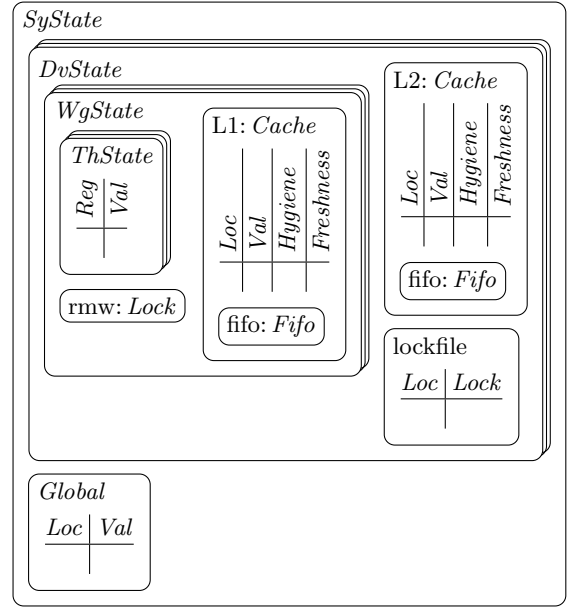 SyState
DvState
WgState
ThState
Reg Val
rmw: Lock
L1: Cache
Loc Val Hygiene Freshness
fifo: Fifo
L2: Cache
Loc Val Hygiene Freshness
fifo: Fifo
lockfile
Loc Lock
Global
Loc Val